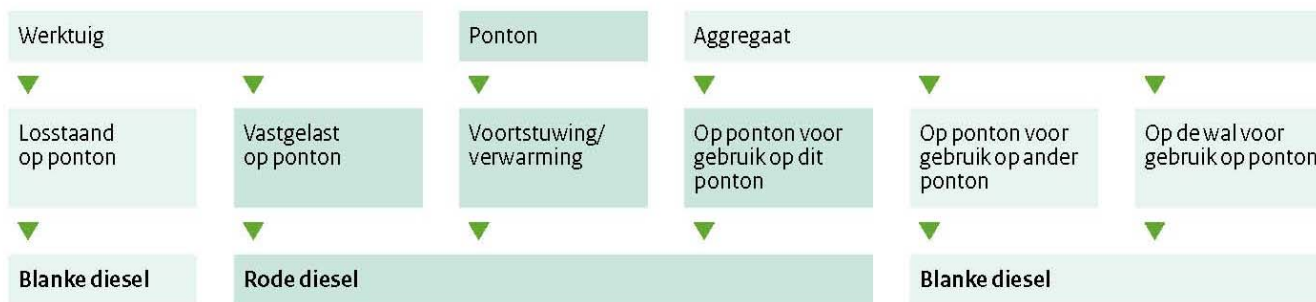 Werktuig
Ponton
Aggregaat
Losstaand
op ponton
Vastgelast
op ponton
Voortstuwing/
verwarming
Op ponton voor
gebruik op dit
ponton
Op ponton voor
gebruik op ander
ponton
Op de wal voor
gebruik op ponton
Blanke diesel
Rode diesel
Blanke diesel